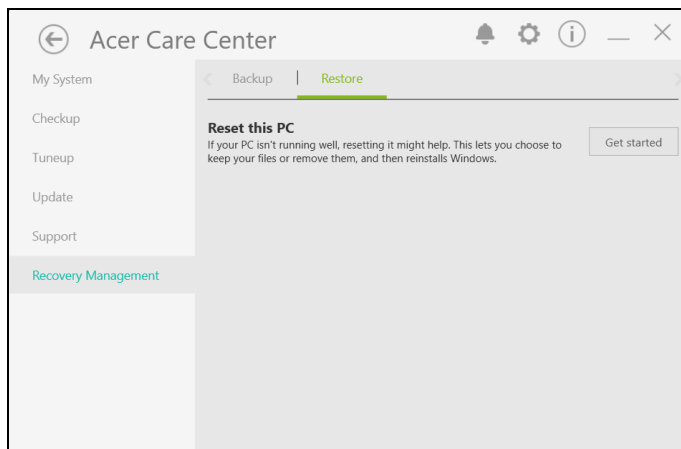 Acer Care Center
My System
Checkup
Tuneup
Update
Support
Recovery Management
Backup | Restore
Reset this PC
If your PC isn't running well, resetting it might help. This lets you choose to
keep your files or remove them, and then reinstalls Windows.
Get started